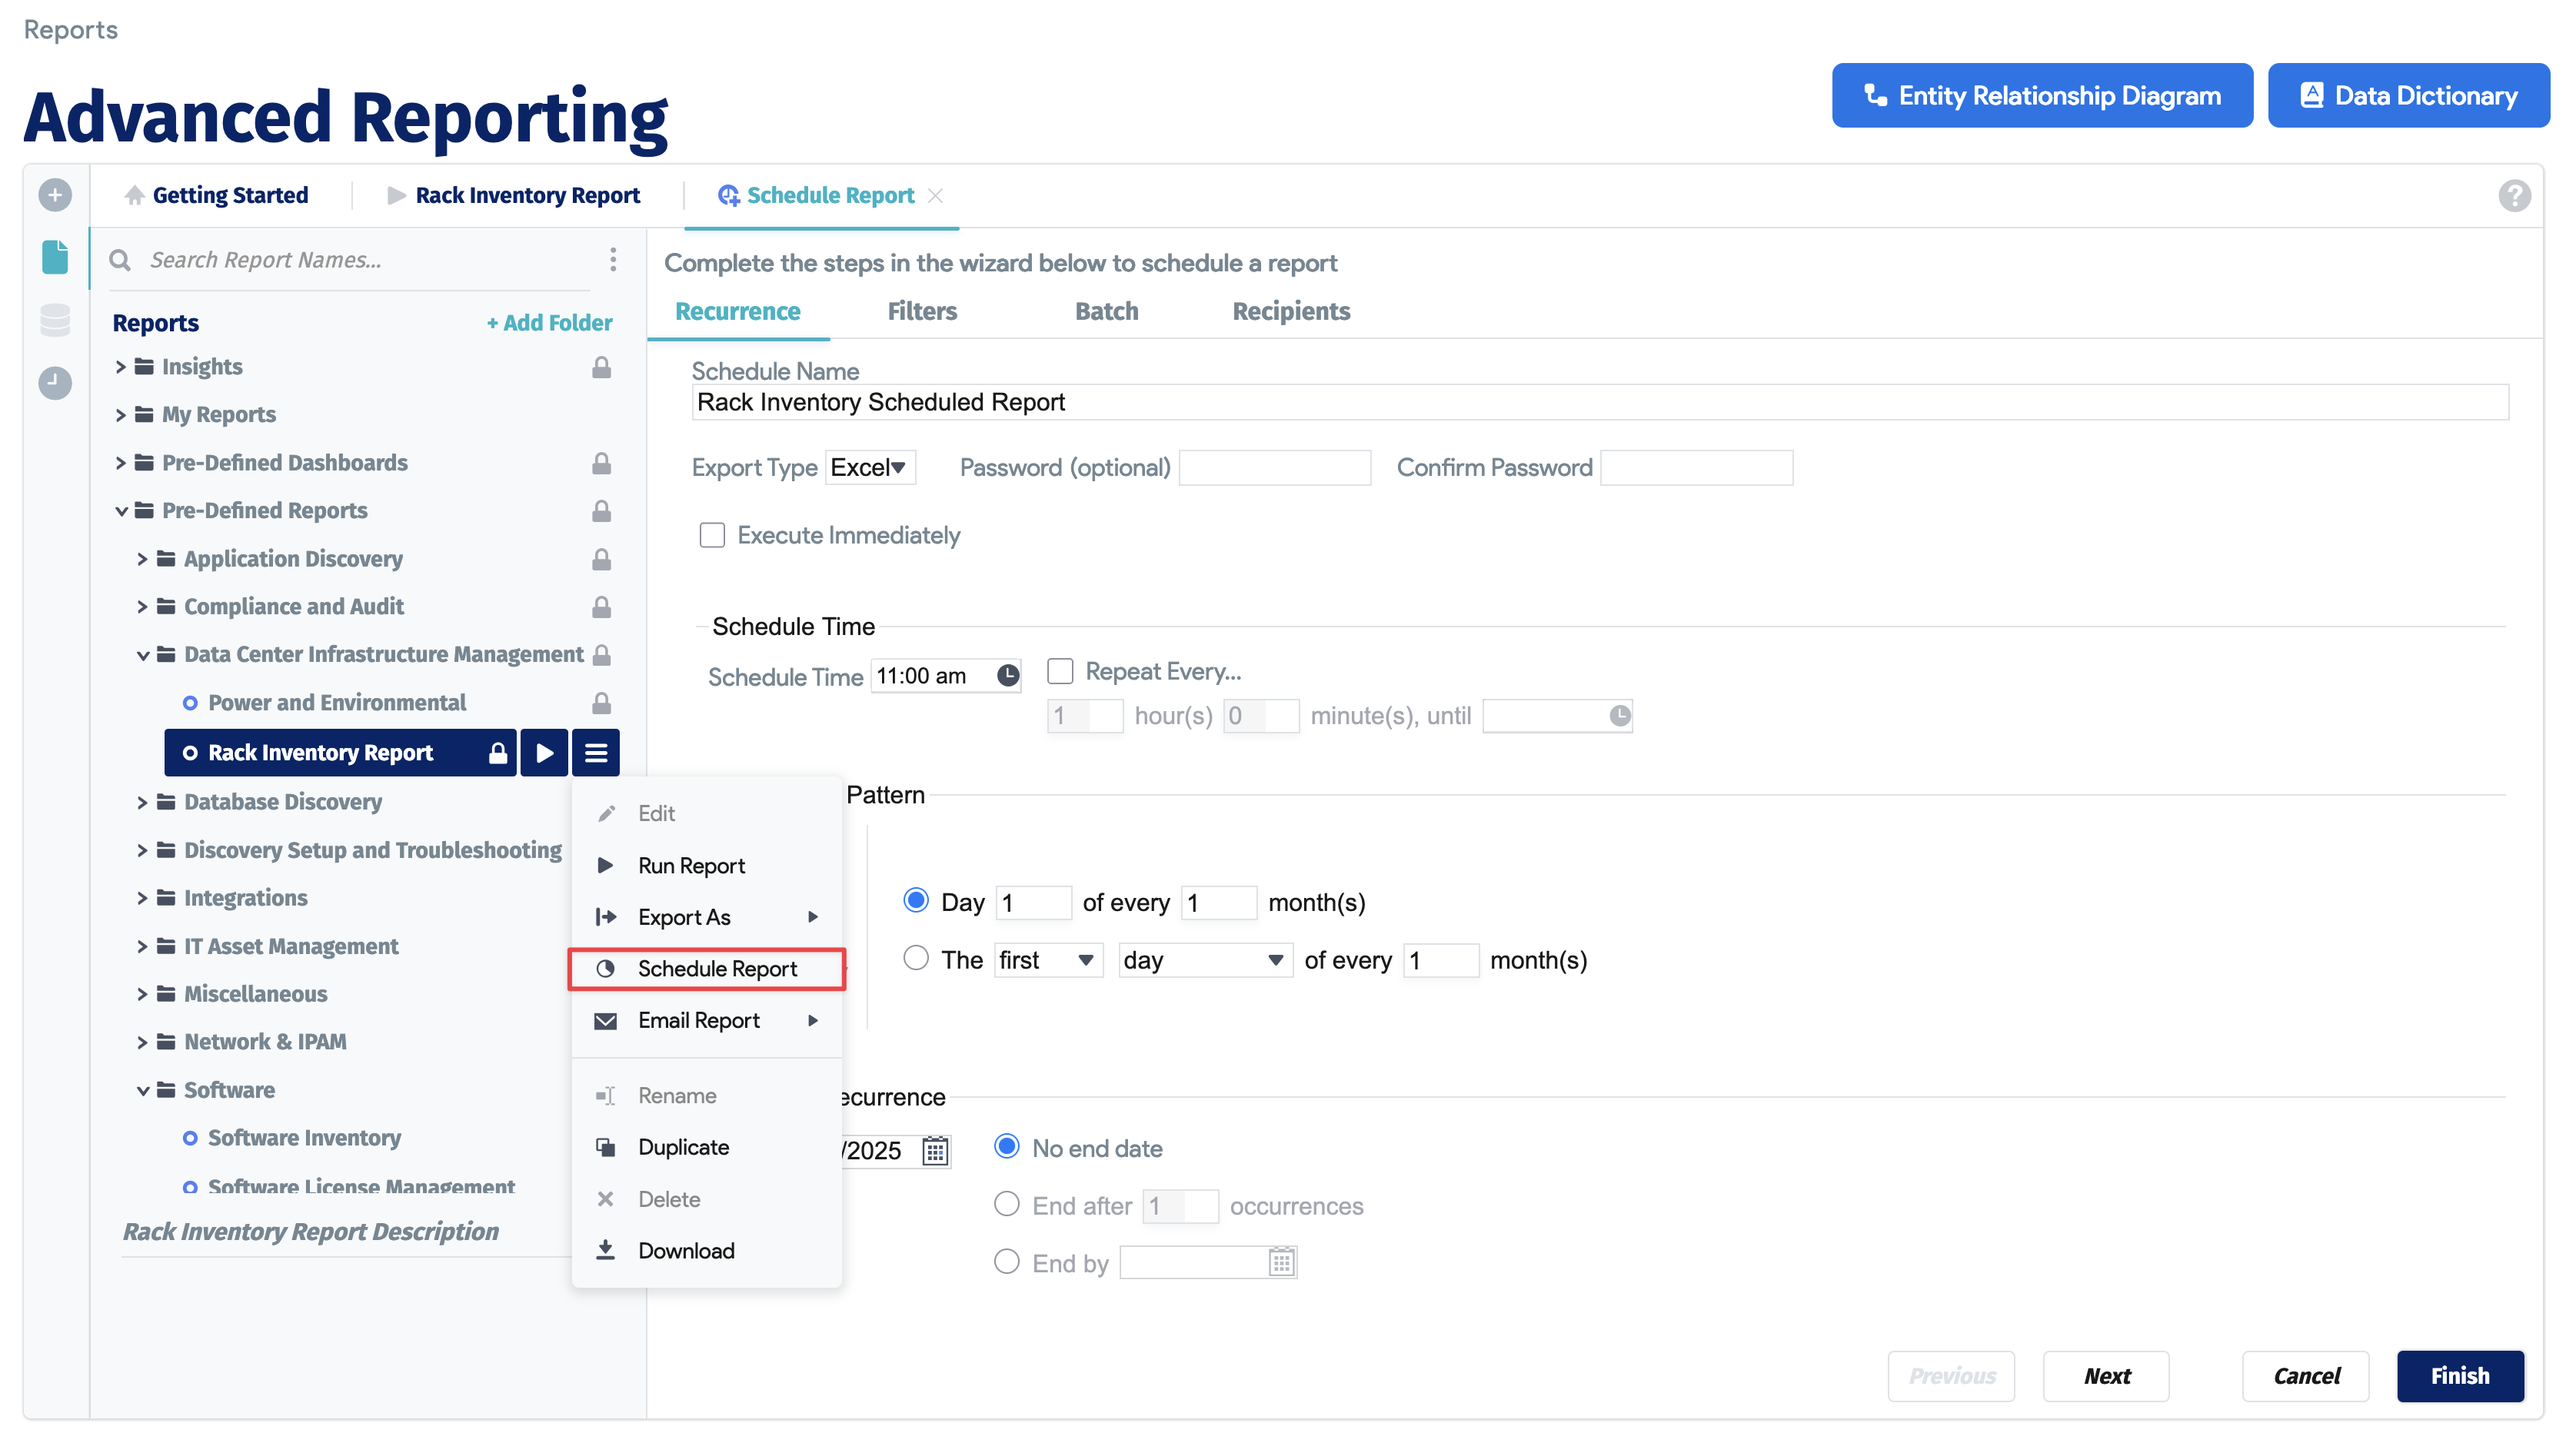 Reports
Advanced Reporting
Entity Relationship Diagram
Data Dictionary
Getting Started
Rack Inventory Report
Schedule Report
Search Report Names...
Reports
+ Add Folder
Insights
My Reports
Pre-Defined Dashboards
Pre-Defined Reports
Application Discovery
Compliance and Audit
Data Center Infrastructure Management
Power and Environmental
Rack Inventory Report
Database Discovery
Discovery Setup and Troubleshooting
Integrations
IT Asset Management
Miscellaneous
Network & IPAM
Software
Software Inventory
Software License Management
Rack Inventory Report Description
Edit
Run Report
Export As
Schedule Report
Email Report
Rename
Duplicate
Delete
Download
Complete the steps in the wizard below to schedule a report
Recurrence Filters Batch Recipients
Schedule Name
Rack Inventory Scheduled Report
Export Type Excel Password (optional) Confirm Password
Execute Immediately
Schedule Time
Schedule Time 11:00 am Repeat Every...
1 hour(s) 0 minute(s), until
Pattern
Day 1 of every 1 month(s)
The first day of every 1 month(s)
ecurrence
/2025 No end date
End after 1 occurrences
End by
Previous Next Cancel Finish